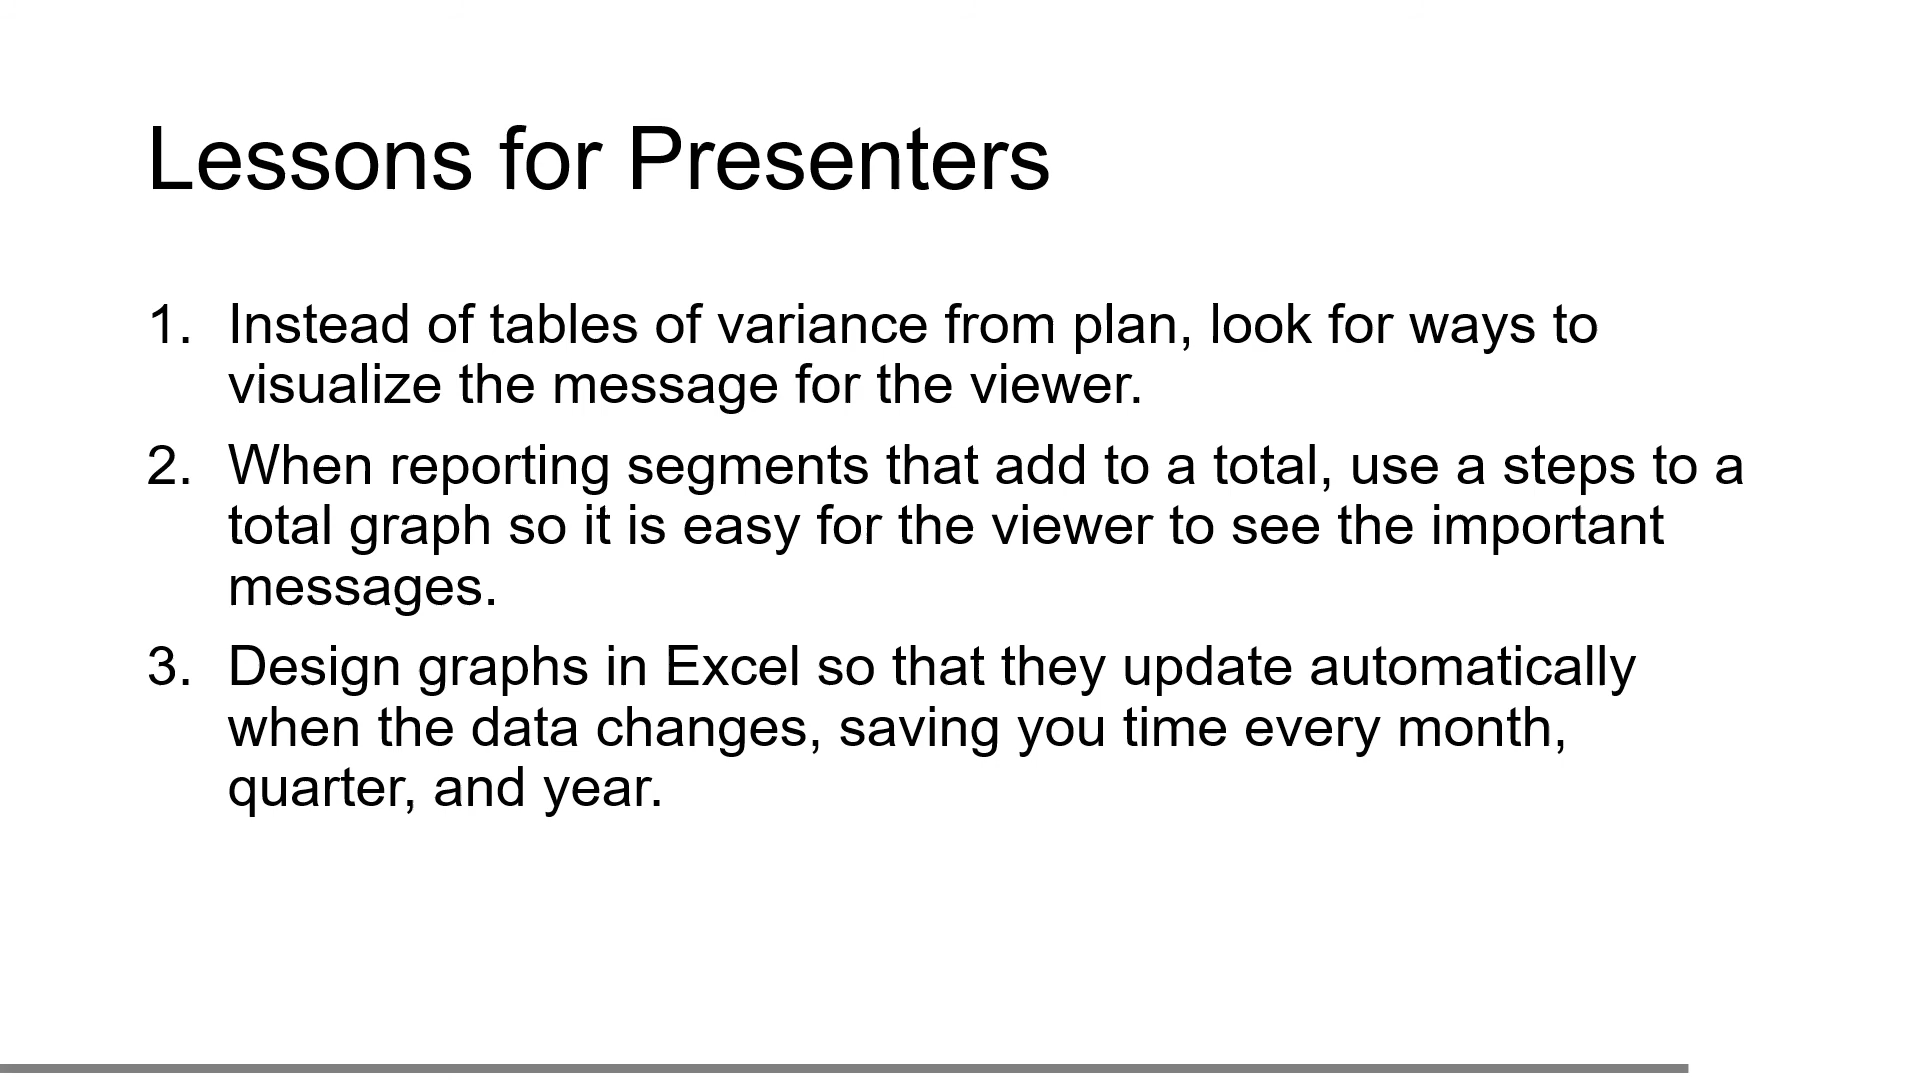 Lessons for Presenters
1. Instead of tables of variance from plan, look for ways to
visualize the message for the viewer.
2. When reporting segments that add to a total, use a steps to a
total graph so it is easy for the viewer to see the important
messages.
3. Design graphs in Excel so that they update automatically
when the data changes, saving you time every month,
quarter, and year.